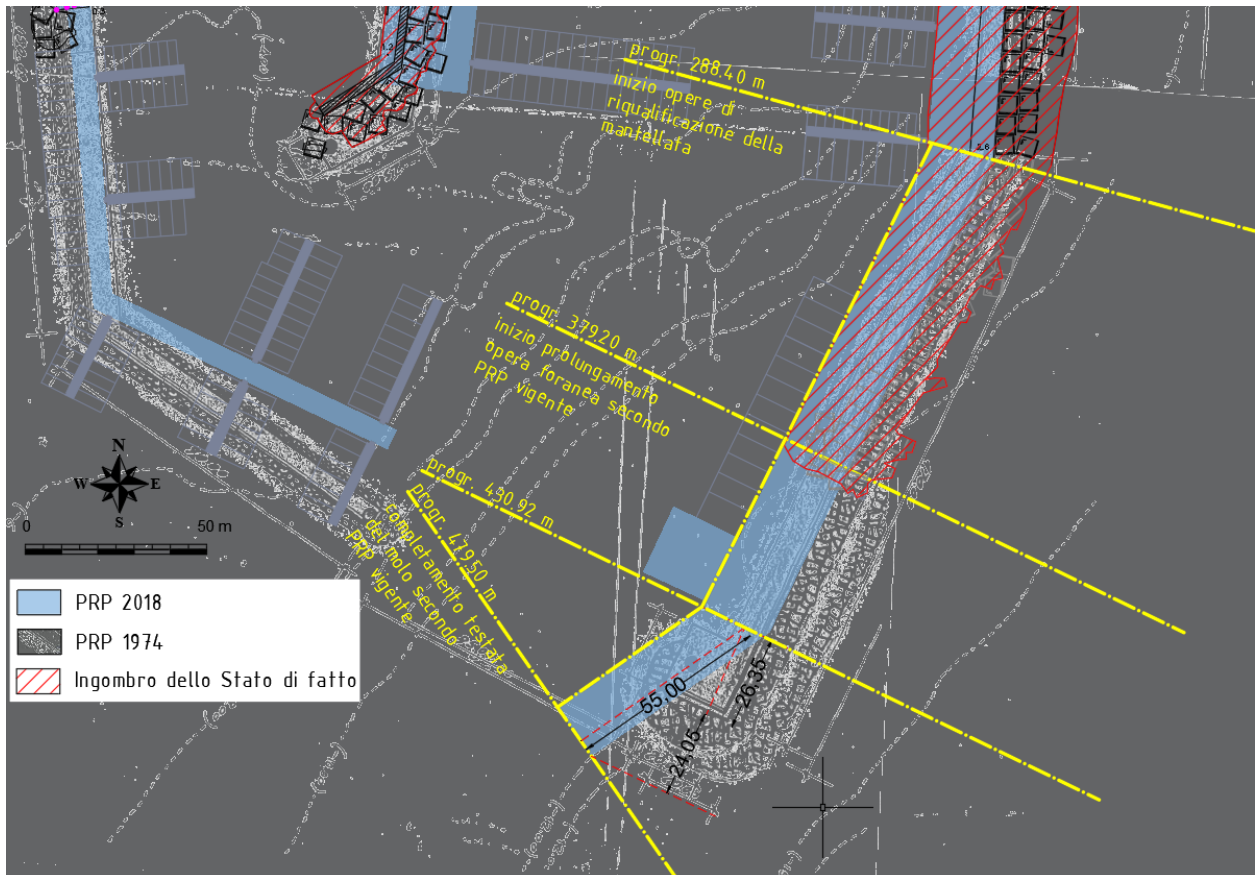 progr. 288.40 m
inizio opere di
riqualificazione della
mantellata
progr. 379.20 m
inizio prolungamento
opera foranea secondo
PRP vigente
progr. 430.92 m
progr. 479.50 m
completamento testata
del molo secondo
PRP vigente
N
W E
S
0 50 m
PRP 2018
PRP 1974
Ingombro dello Stato di fatto
55,00
26.35
24.05